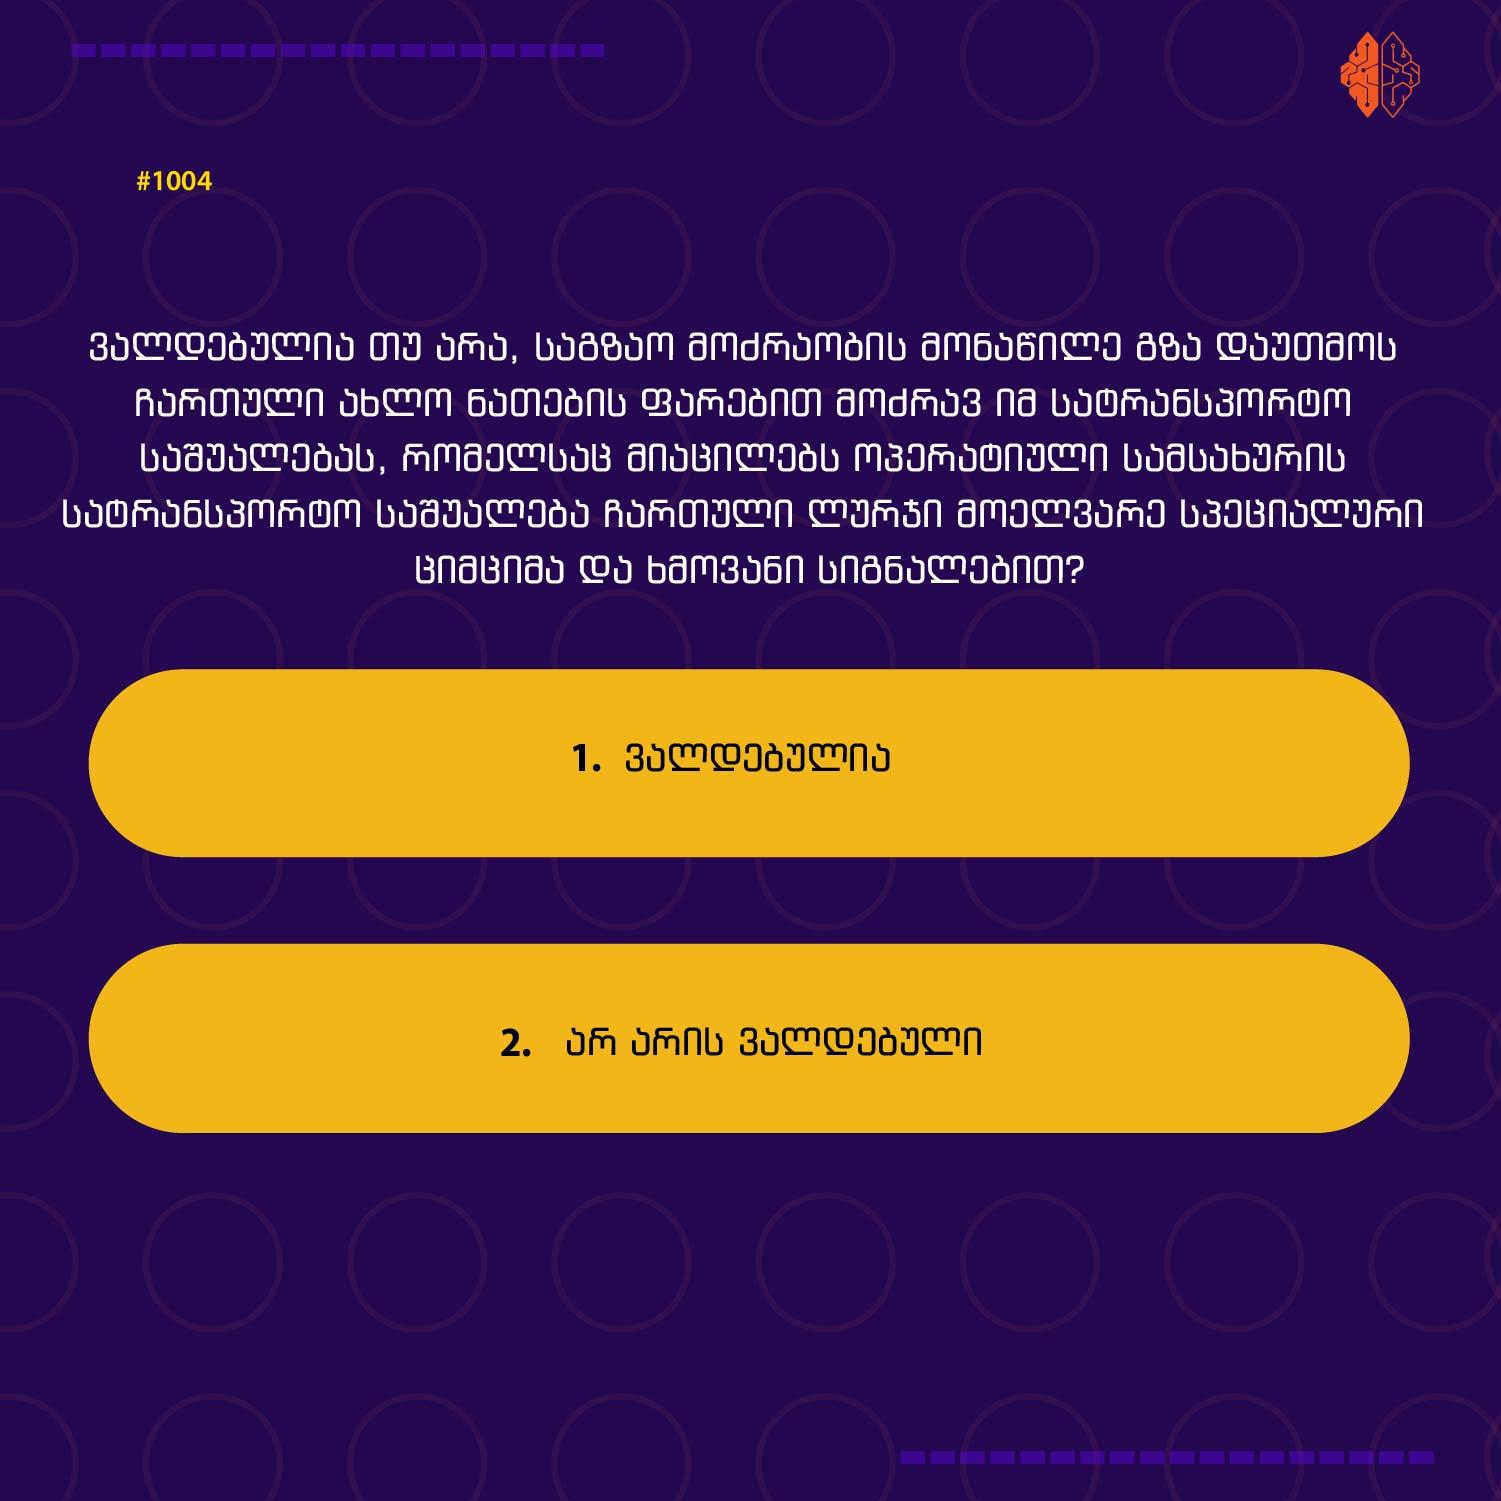 #1004
ვალდებულია თუ არა, საგზაო მოძრაობის მონაწილე გზა დაუთმოს
ჩართული ახლო ნათების ფარებით მოძრავ იმ სატრანსპორტო
საშუალებას, რომელსაც მიაცილებს ოპერატიული სამსახურის
სატრანსპორტო საშუალება ჩართული ლურჯი მოელვარე სპეციალური
ციმციმა და ხმოვანი სიგნალებით?
1. ვალდებულია
2. არ არის ვალდებული